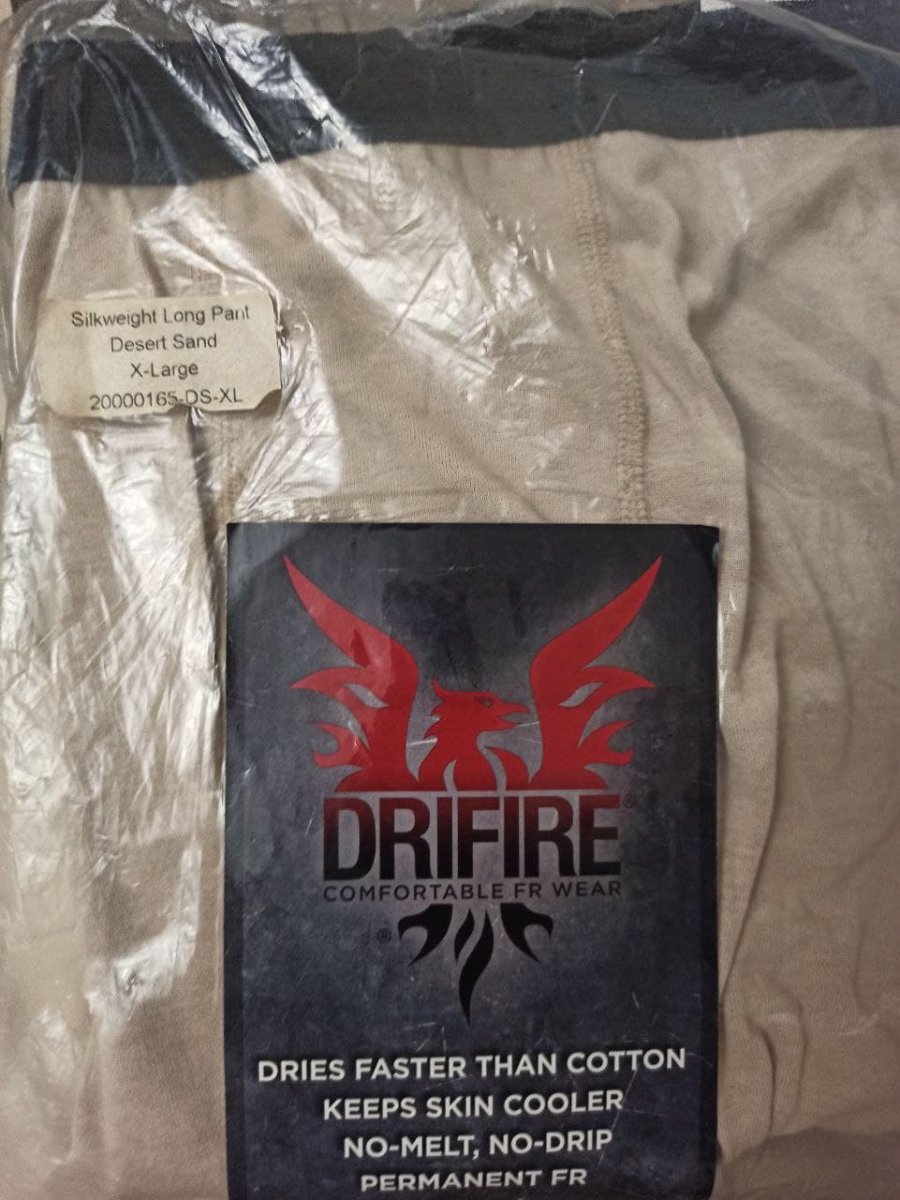 Silkweight Long Pant
Desert Sand
X-Large
20000165-DS-XL
DRIFIRE®
COMFORTABLE FR WEAR
®
DRIES FASTER THAN COTTON
KEEPS SKIN COOLER
NO-MELT, NO-DRIP
PERMANENT FR